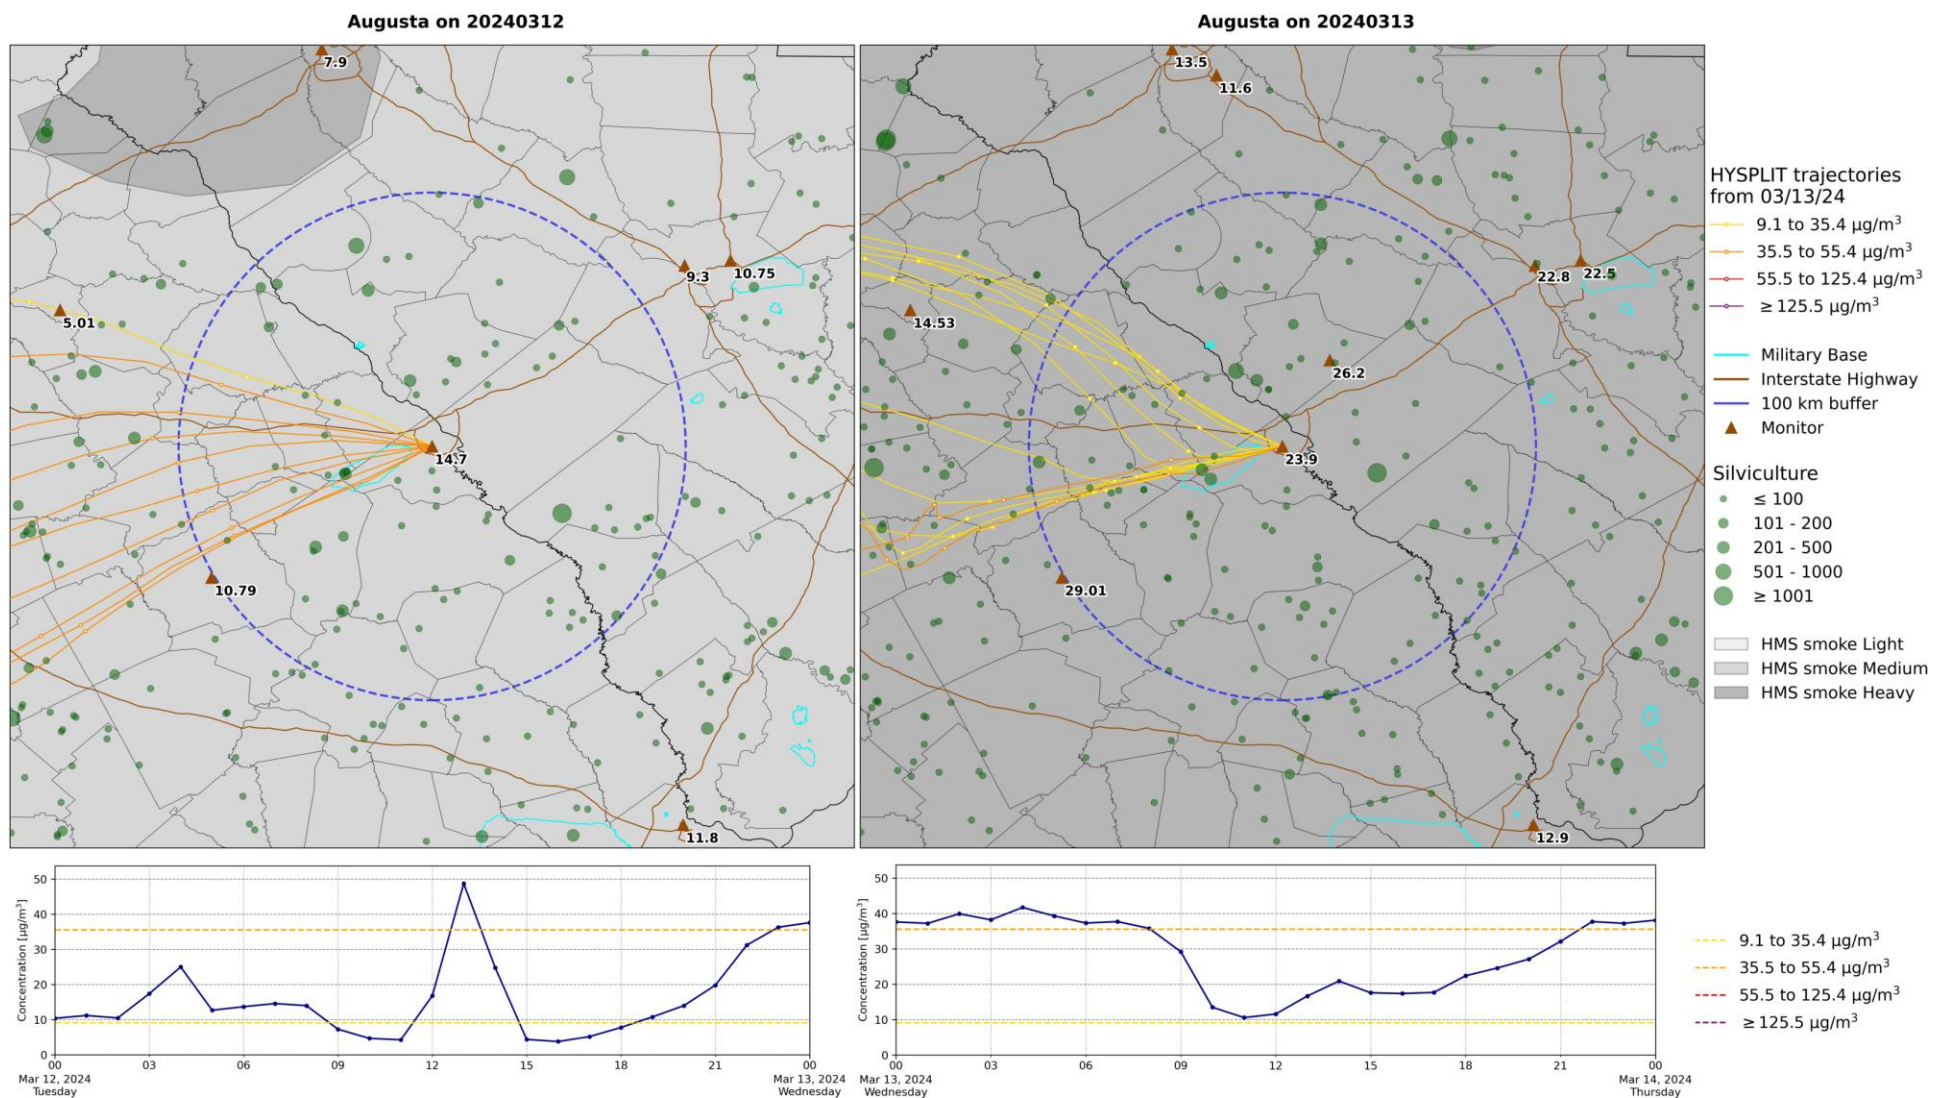 Augusta on 20240312
Augusta on 20240313
7.9
5.01
9.3
10.75
14.7
10.79
11.8
13.5
11.6
14.53
22.8
22.5
26.2
23.9
29.01
12.9
HYSPLIT trajectories
from 03/13/24
9.1 to 35.4 µg/m³
35.5 to 55.4 µg/m³
55.5 to 125.4 µg/m³
≥ 125.5 µg/m³
Military Base
Interstate Highway
100 km buffer
Monitor
Silviculture
≤ 100
101 - 200
201 - 500
501 - 1000
≥ 1001
HMS smoke Light
HMS smoke Medium
HMS smoke Heavy
Concentration [µg/m³]
50
40
30
20
10
0
00 03 06 09 12 15 18 21 00
Mar 12, 2024 Mar 13, 2024
Tuesday Wednesday
Concentration [µg/m³]
50
40
30
20
10
0
00 03 06 09 12 15 18 21 00
Mar 13, 2024 Mar 14, 2024
Wednesday Thursday
9.1 to 35.4 µg/m³
35.5 to 55.4 µg/m³
55.5 to 125.4 µg/m³
≥ 125.5 µg/m³